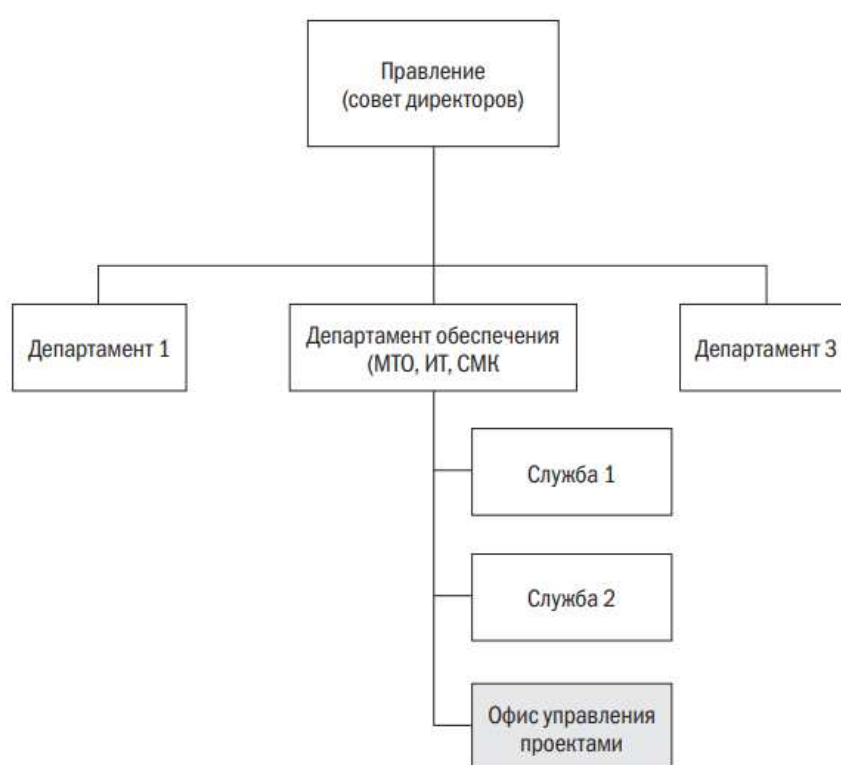 Правление
(совет директоров)
Департамент 1
Департамент обеспечения
(МТО, ИТ, СМК
Департамент 3
Служба 1
Служба 2
Офис управления
проектами